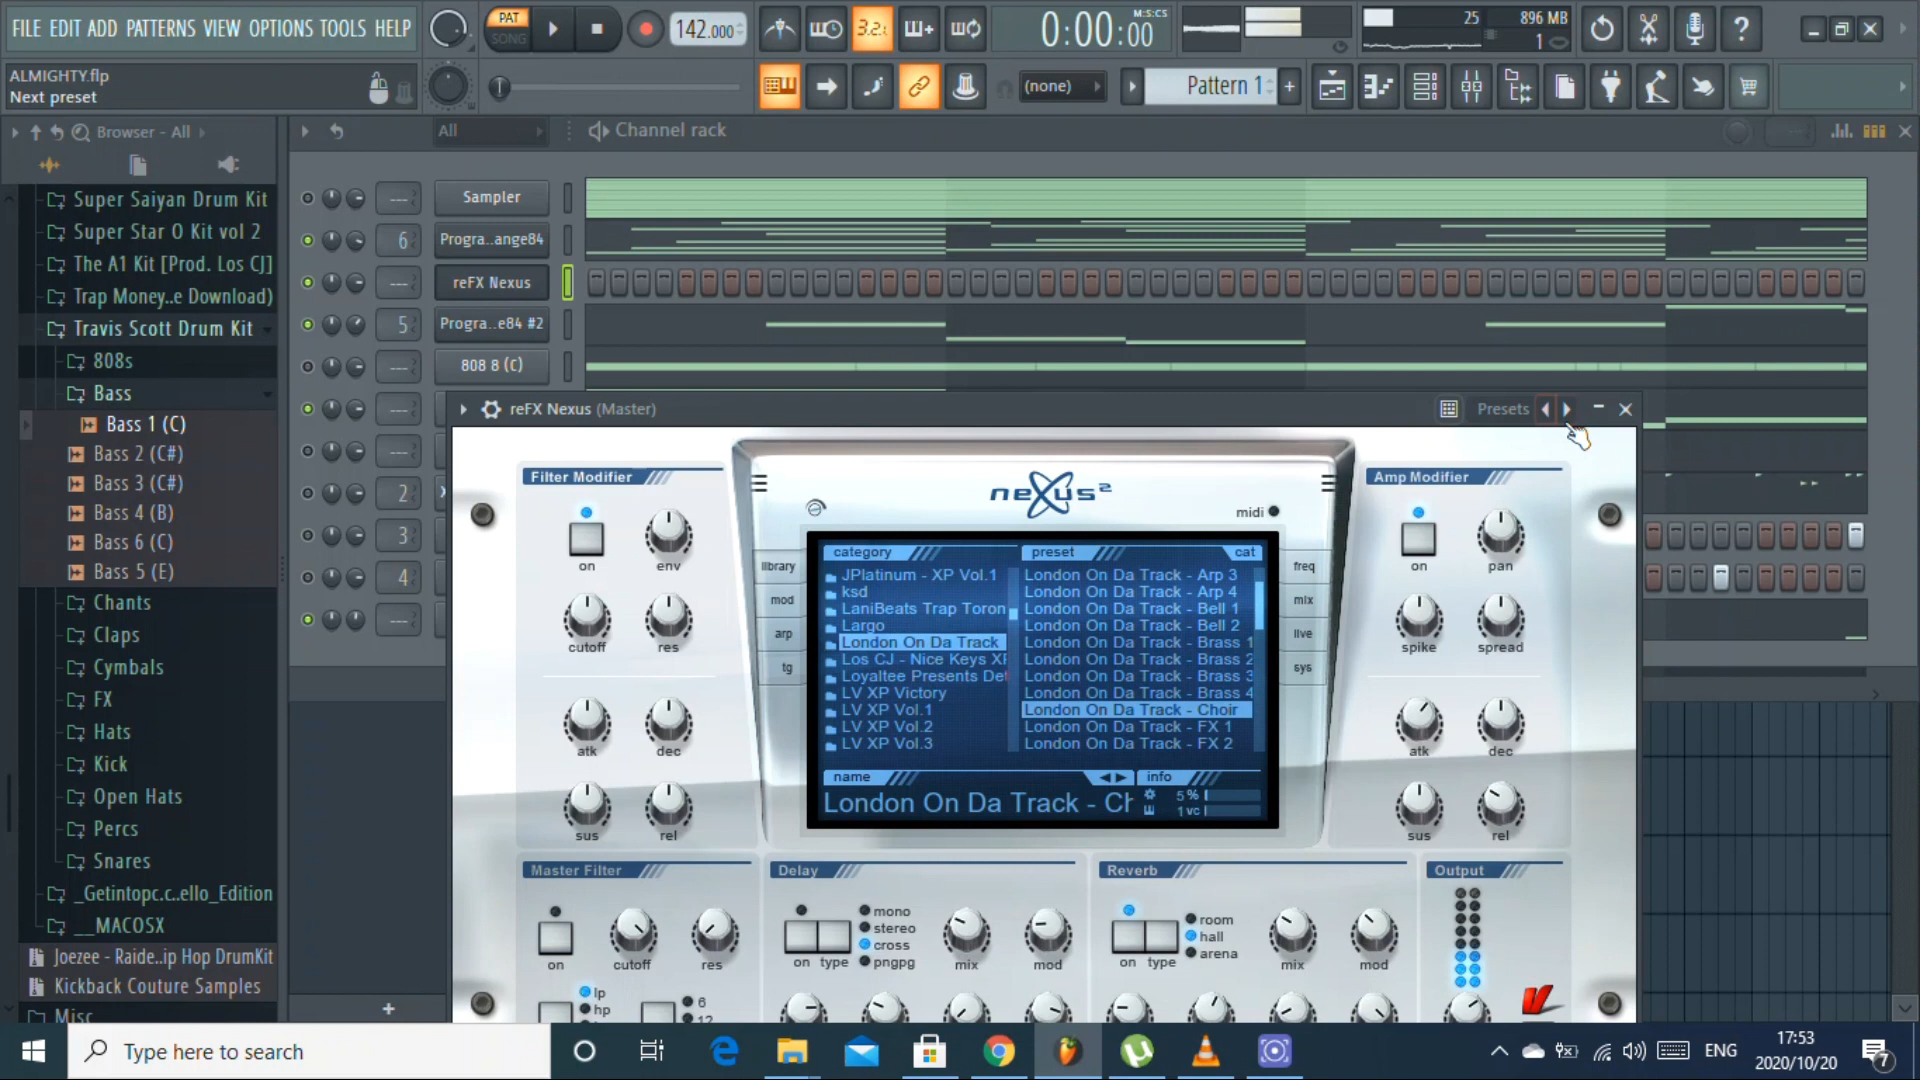 FILE EDIT ADD PATTERNS VIEW OPTIONS TOOLS HELP
PAT
SONG
142.000
3.2.
0:00:00
M:S:CS
25
896 MB
1
ALMIGHTY.flp
Next preset
(none)
Pattern 1
Browser - All
All
Channel rack
Super Saiyan Drum Kit
Super Star O Kit vol 2
The A1 Kit [Prod. Los CJ]
Trap Money..e Download)
Travis Scott Drum Kit
808s
Bass
Bass 1 (C)
Bass 2 (C#)
Bass 3 (C#)
Bass 4 (B)
Bass 6 (C)
Bass 5 (E)
Chants
Claps
Cymbals
FX
Hats
Kick
Open Hats
Percs
Snares
_Getintopc.c..ello_Edition
__MACOSX
Joezee - Raide..ip Hop DrumKit
Kickback Couture Samples
Misc
--- Sampler
6 Progra..ange84
--- reFX Nexus
5 Progra..e84 #2
--- 808 8 (C)
---
---
2
3
4
---
reFX Nexus (Master)
Presets
Filter Modifier
on
env
cutoff
res
atk
dec
sus
rel
nexus²
midi
library
mod
arp
tg
category
JPlatinum - XP Vol.1
ksd
LaniBeats Trap Toron
Largo
London On Da Track
Los CJ - Nice Keys XP
Loyaltee Presents Det
LV XP Victory
LV XP Vol.1
LV XP Vol.2
LV XP Vol.3
preset
cat
London On Da Track - Arp 3
London On Da Track - Arp 4
London On Da Track - Bell 1
London On Da Track - Bell 2
London On Da Track - Brass 1
London On Da Track - Brass 2
London On Da Track - Brass 3
London On Da Track - Brass 4
London On Da Track - Choir
London On Da Track - FX 1
London On Da Track - FX 2
name
info
London On Da Track - Ch
5 %
1 vc
freq
mix
live
sys
Amp Modifier
on
pan
spike
spread
atk
dec
sus
rel
Master Filter
on
cutoff
res
lp
hp
6
12
Delay
on
type
mono
stereo
cross
pngpg
mix
mod
Reverb
on
type
room
hall
arena
mix
mod
Output
Type here to search
ENG
17:53
2020/10/20
7